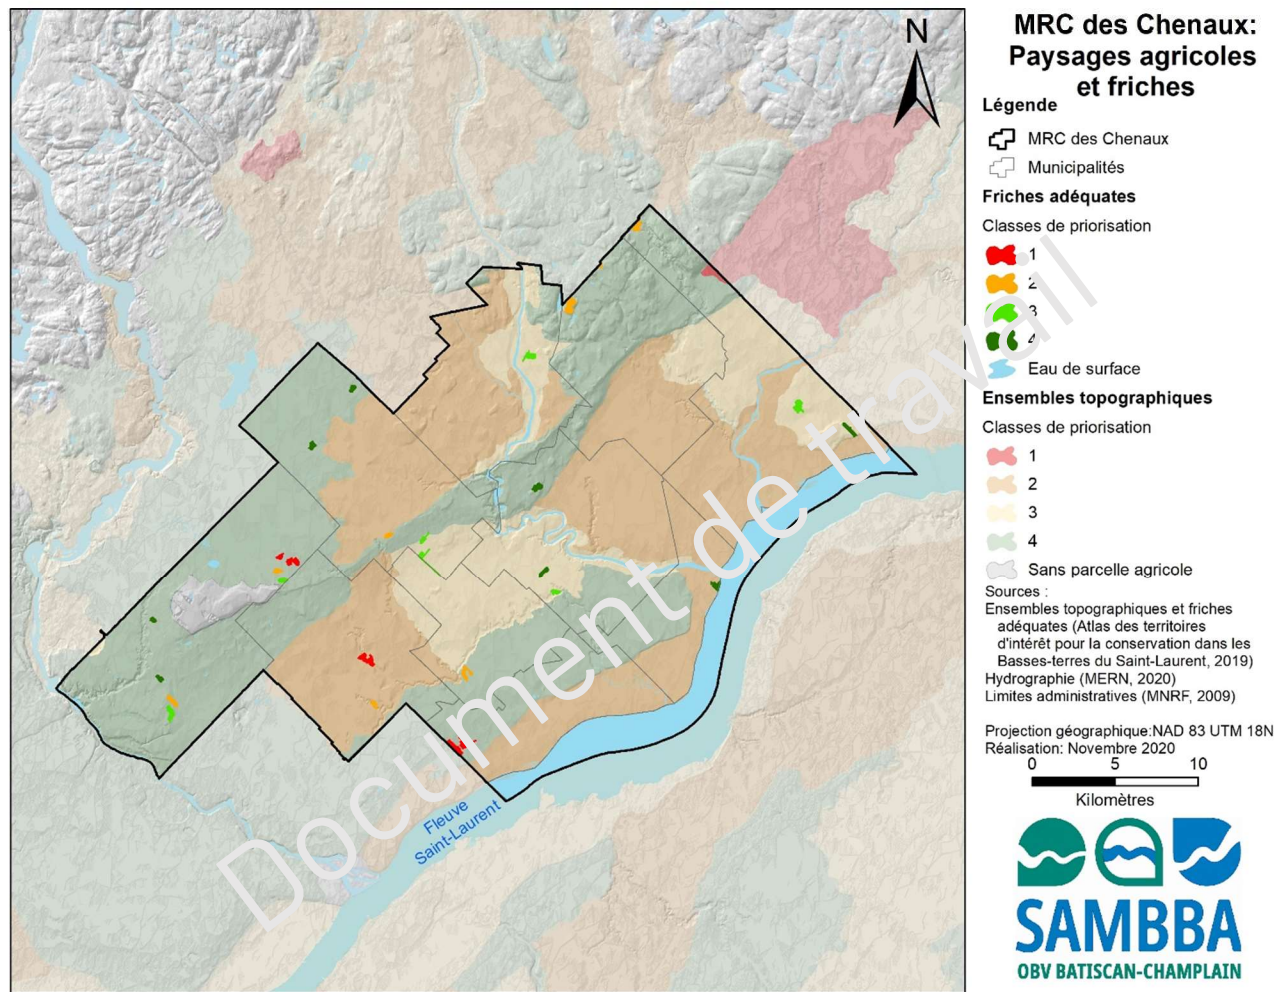 MRC des Chenaux:
Paysages agricoles
et friches
N
Légende
MRC des Chenaux
Municipalités
Friches adéquates
Classes de priorisation
1
2
3
4
Eau de surface
Ensembles topographiques
Classes de priorisation
1
2
3
4
Sans parcelle agricole
Sources :
Ensembles topographiques et friches
adéquates (Atlas des territoires
d'intérêt pour la conservation dans les
Basses-terres du Saint-Laurent, 2019)
Hydrographie (MERN, 2020)
Limites administratives (MNRF, 2009)
Projection géographique:NAD 83 UTM 18N
Réalisation: Novembre 2020
0 5 10
Kilomètres
Fleuve
Saint-Laurent
Document de travail
SAMBBA
OBV BATISCAN-CHAMPLAIN